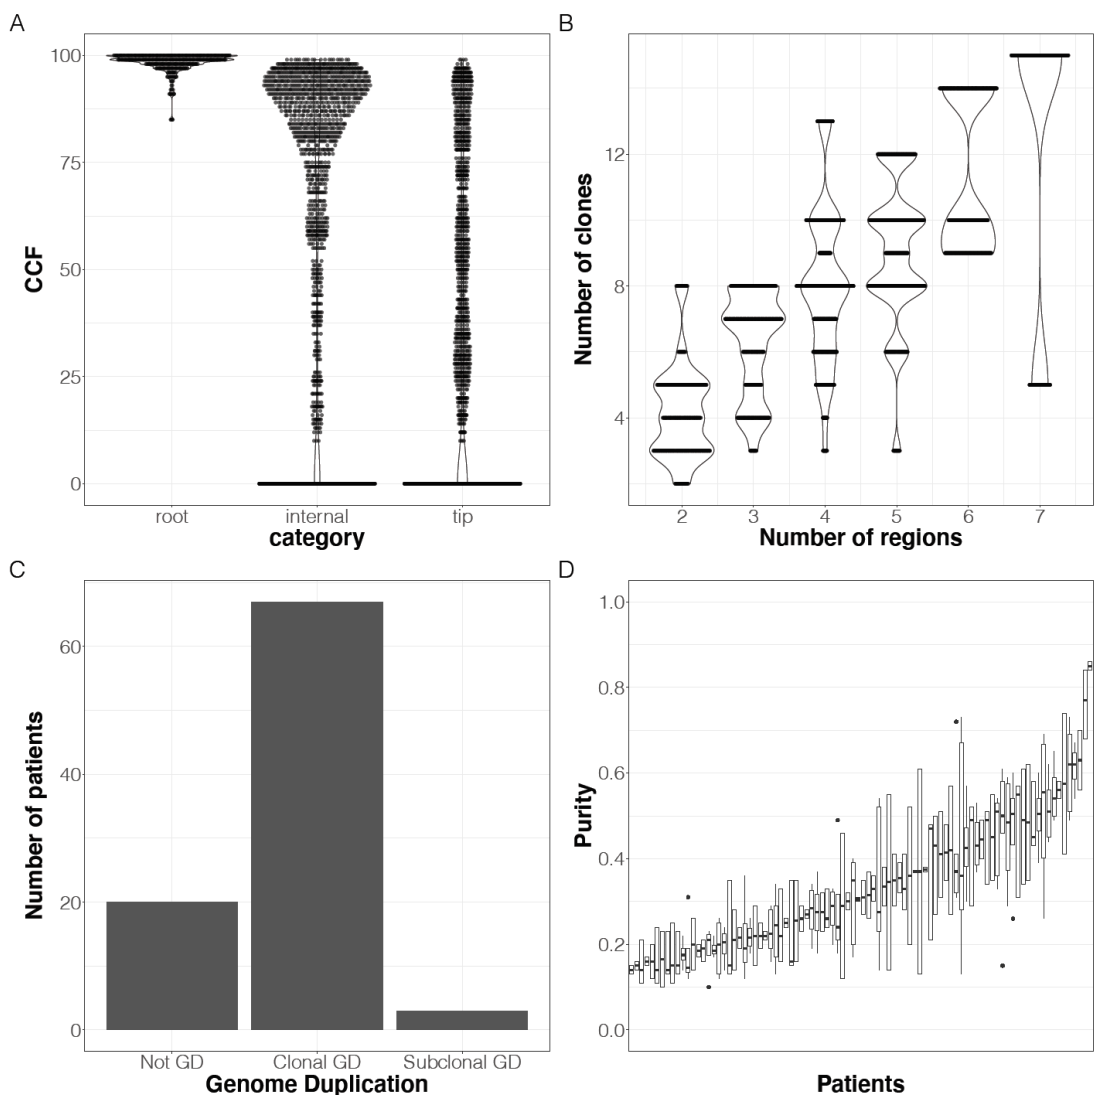 A
100
75
50
25
0
CCF
root internal tip
category
B
12
8
4
Number of clones
2 3 4 5 6 7
Number of regions
C
60
40
20
0
Number of patients
Not GD Clonal GD Subclonal GD
Genome Duplication
D
1.0
0.8
0.6
0.4
0.2
0.0
Purity
Patients